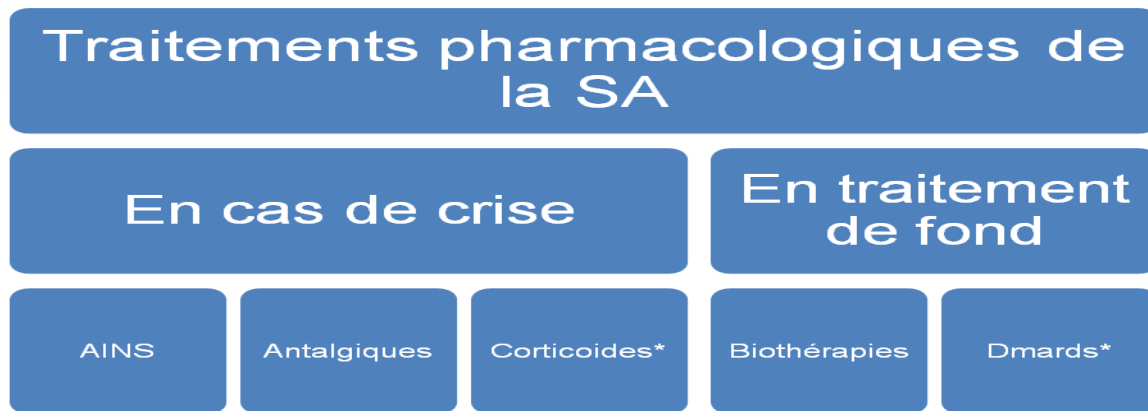 Traitements pharmacologiques de
la SA
En cas de crise
En traitement
de fond
AINS
Antalgiques
Corticoides*
Biothérapies
Dmards*